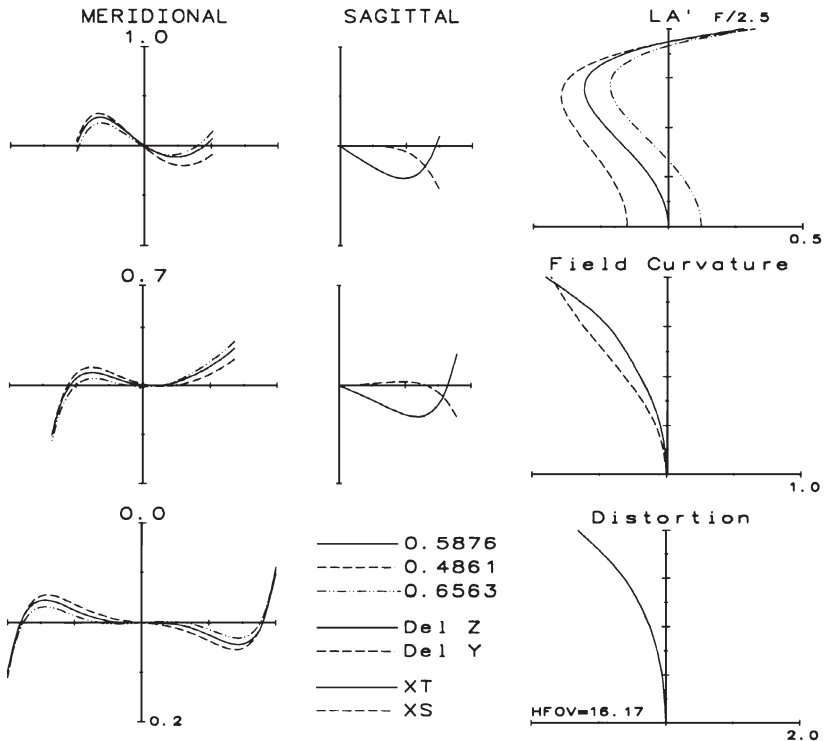 MERIDIONAL
1.0
SAGITTAL
LA' F/2.5
0.5
0.7
Field Curvature
1.0
0.0
0.2
0.5876
0.4861
0.6563
Del Z
Del Y
XT
XS
Distortion
HFOV=16.17
2.0